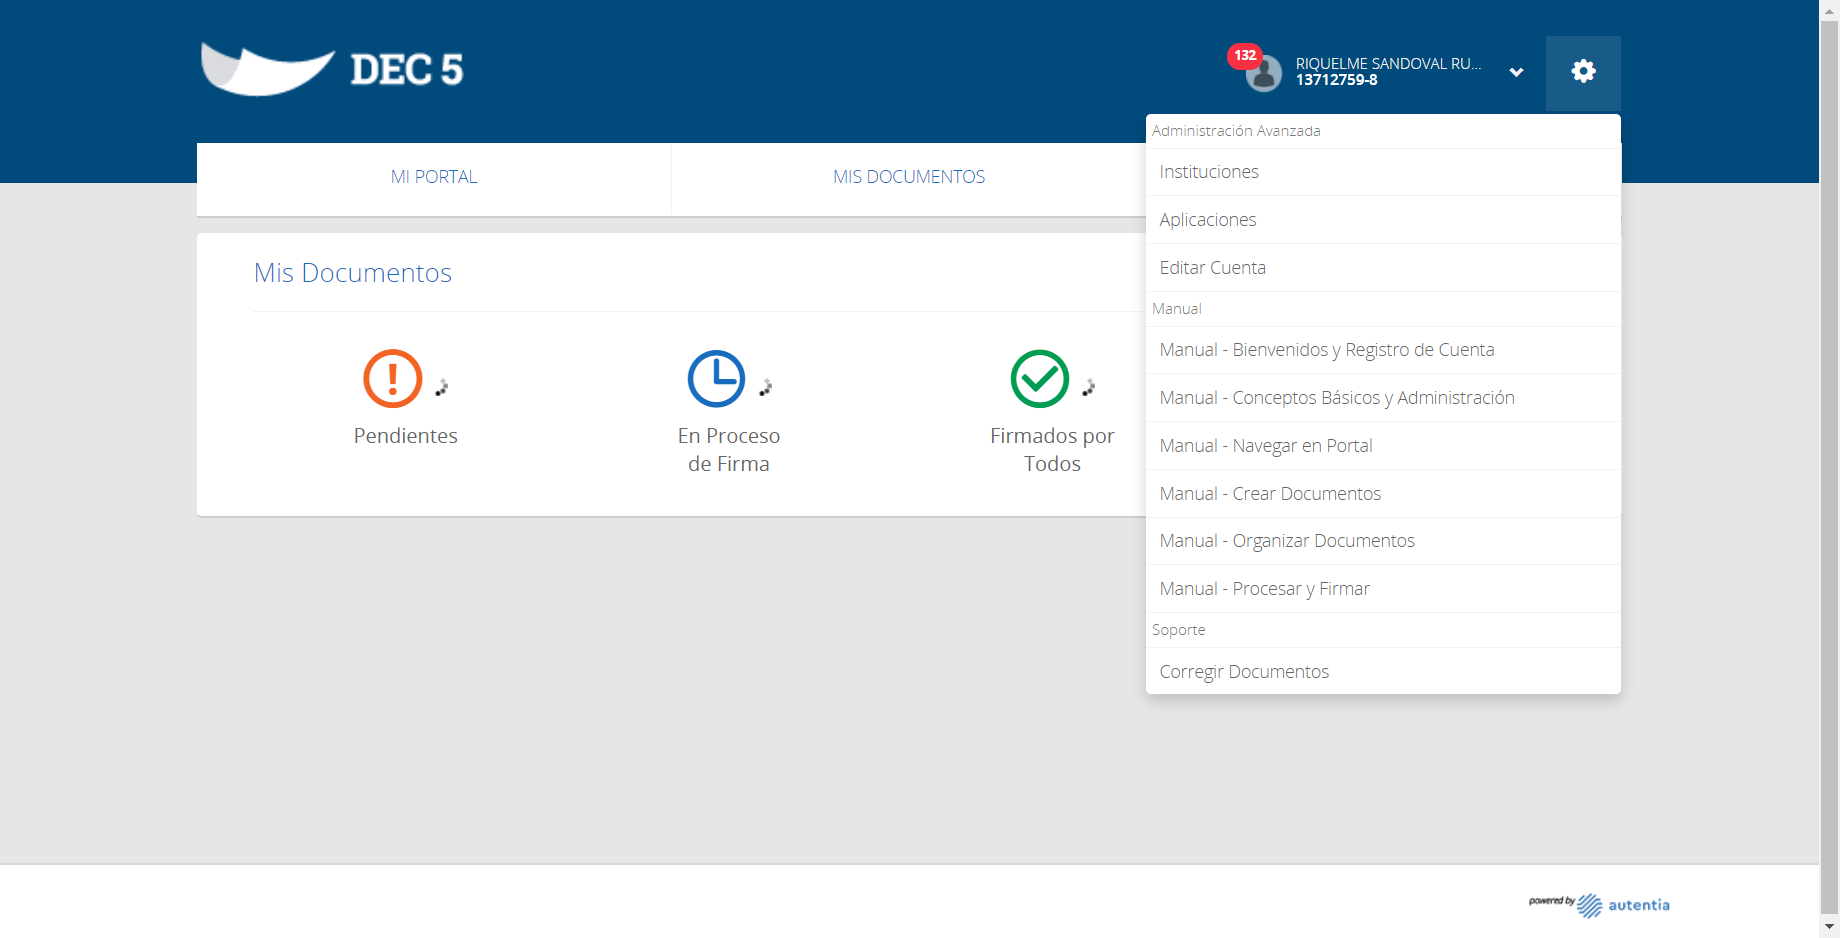 DEC 5
132
RIQUELME SANDOVAL RU...
13712759-8
MI PORTAL
MIS DOCUMENTOS
Administración Avanzada
Instituciones
Aplicaciones
Editar Cuenta
Manual
Manual - Bienvenidos y Registro de Cuenta
Manual - Conceptos Básicos y Administración
Manual - Navegar en Portal
Manual - Crear Documentos
Manual - Organizar Documentos
Manual - Procesar y Firmar
Soporte
Corregir Documentos
Mis Documentos
Pendientes
En Proceso
de Firma
Firmados por
Todos
powered by autentia